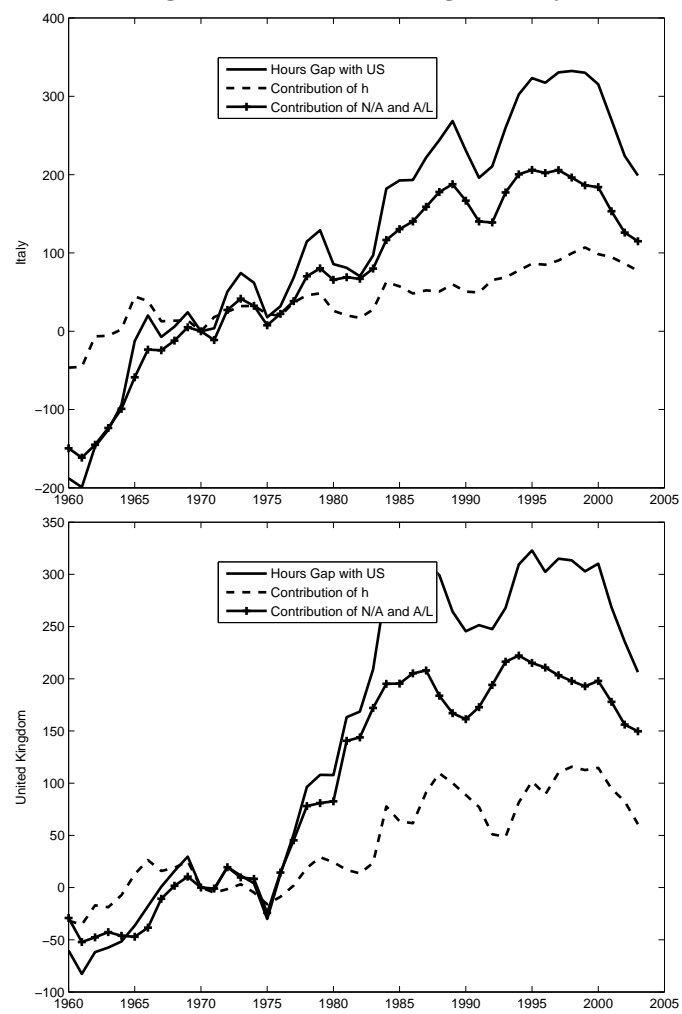 400
300
200
100
0
−100
−200
Italy
Hours Gap with US
Contribution of h
Contribution of N/A and A/L
1960 1965 1970 1975 1980 1985 1990 1995 2000 2005
350
300
250
200
150
100
50
0
−50
−100
United Kingdom
Hours Gap with US
Contribution of h
Contribution of N/A and A/L
1960 1965 1970 1975 1980 1985 1990 1995 2000 2005